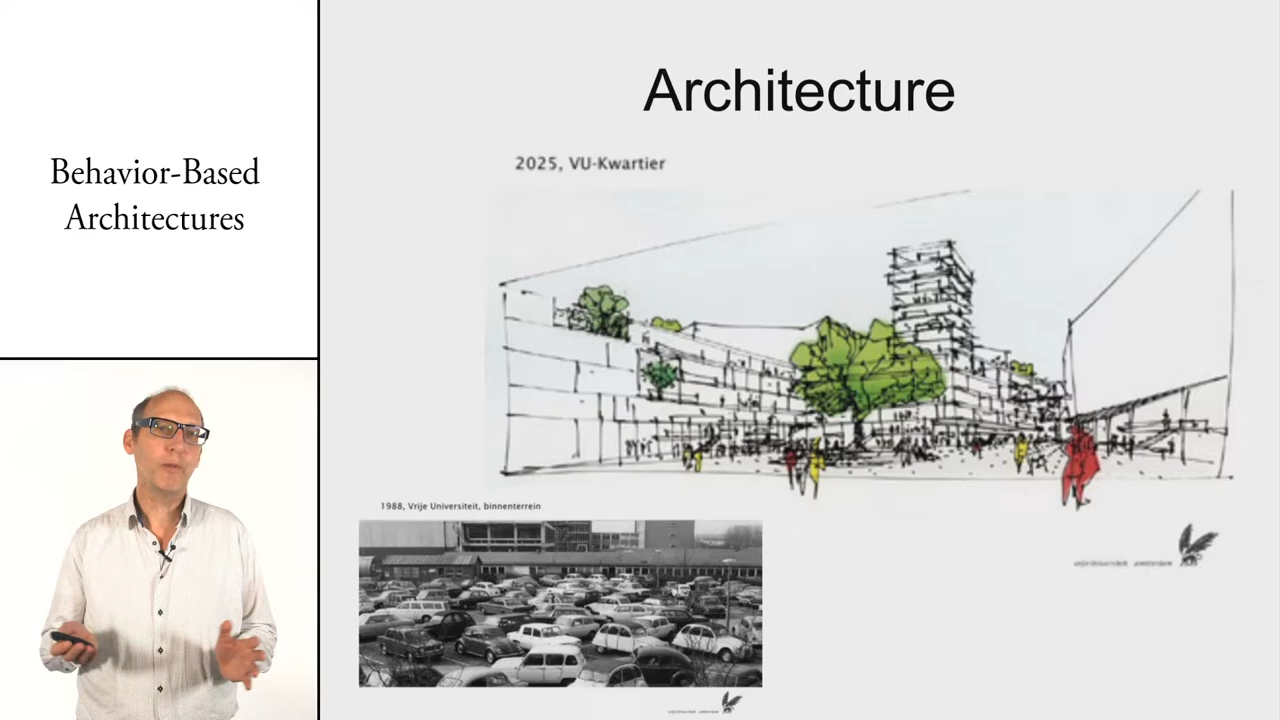 Behavior-Based
Architectures
Architecture
2025, VU-Kwartier
1988, Vrije Universiteit, binnenterrein